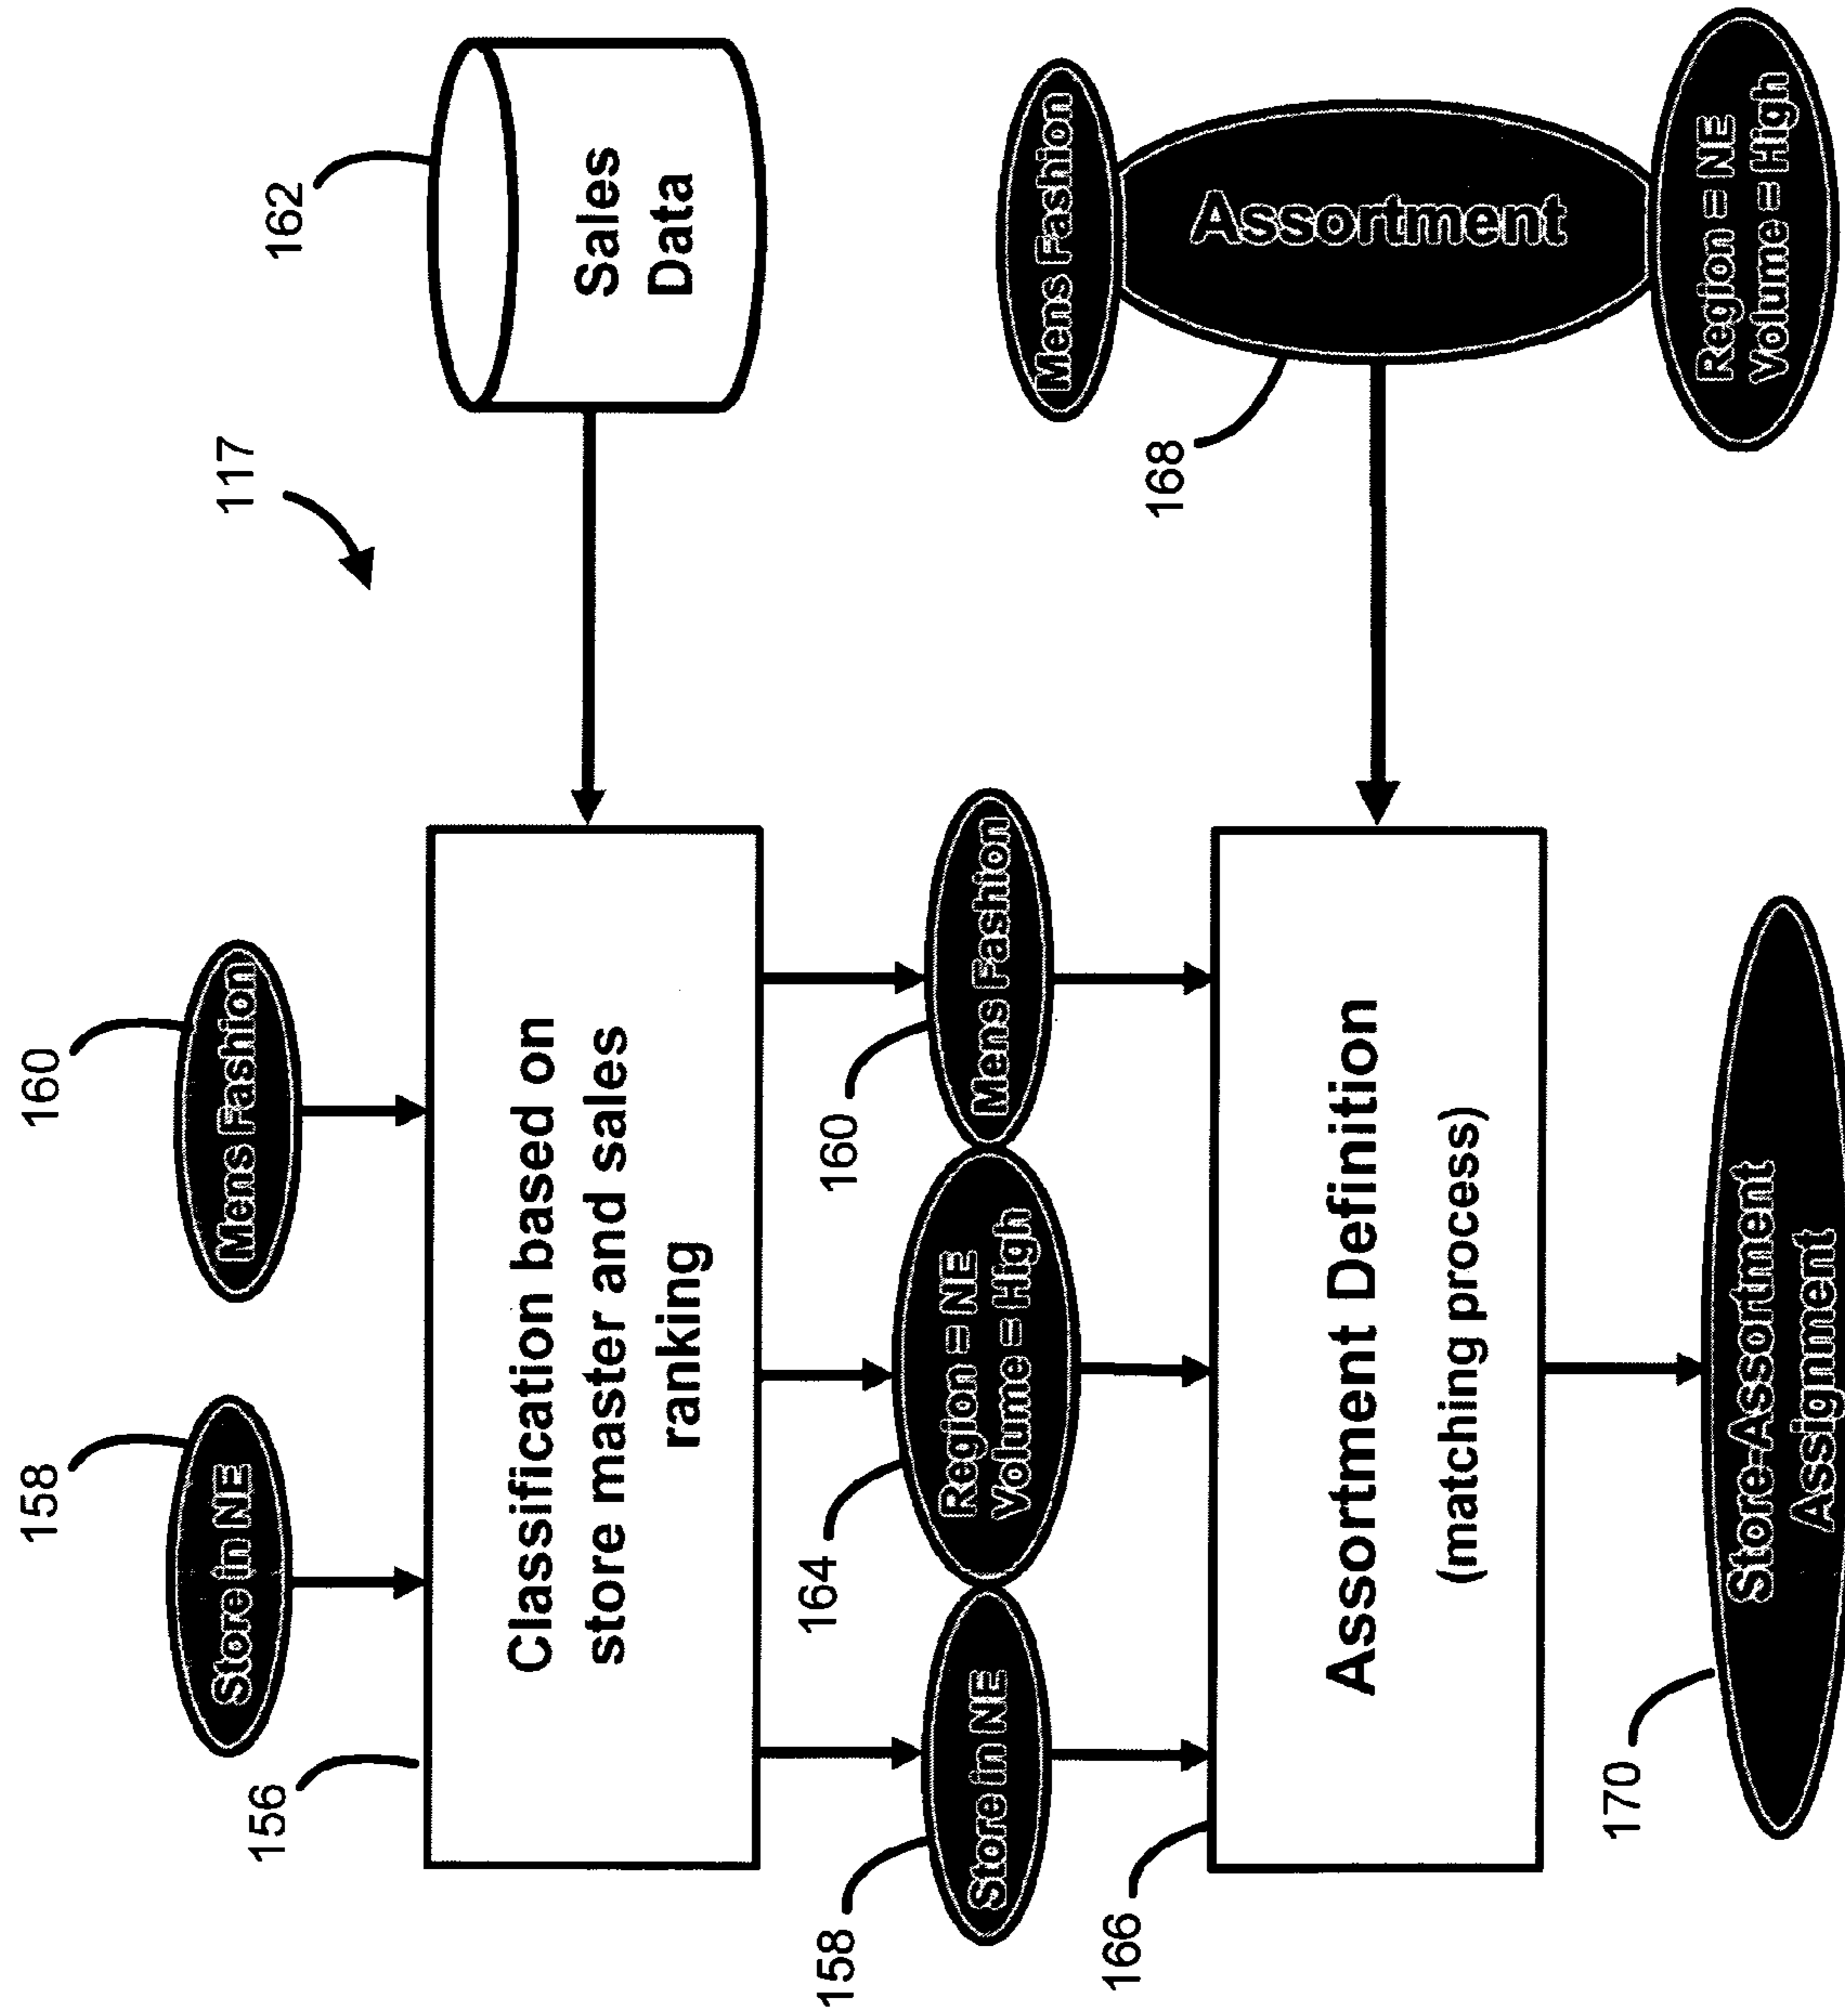 117
158
160
Store in NE
Mens Fashion
156
162
Classification based on
store master and sales
ranking
Sales
Data
158
164
160
Store in NE
Region = NE
Volume = High
Mens Fashion
166
168
Assortment Definition
(matching process)
Mens Fashion
Assortment
Region = NE
Volume = High
170
Store-Assortment
Assignment